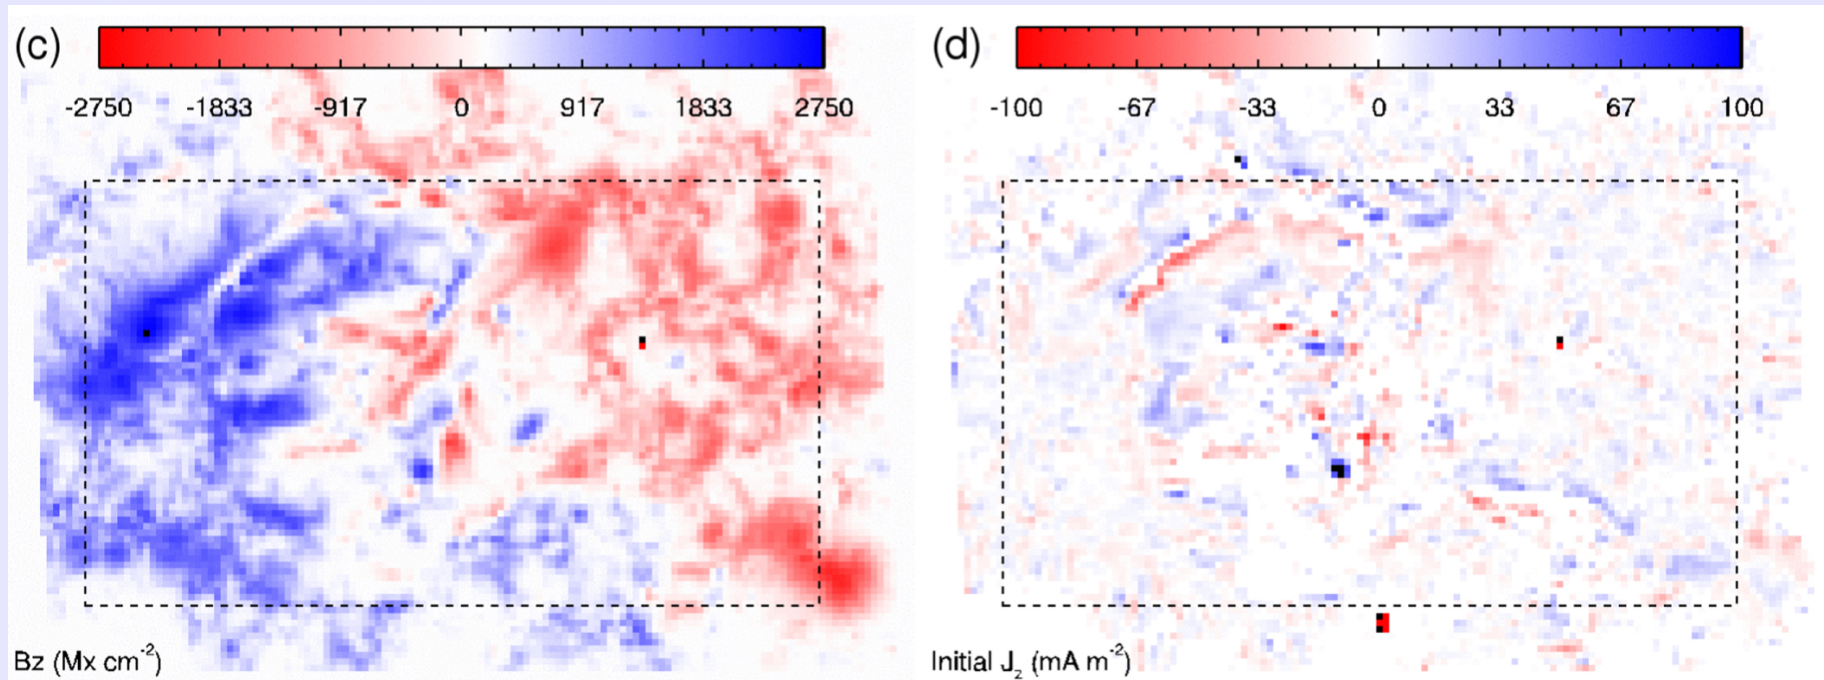 (c)
-2750 -1833 -917 0 917 1833 2750
Bz (Mx cm⁻²)
(d)
-100 -67 -33 0 33 67 100
Initial J₂ (mA m⁻²)